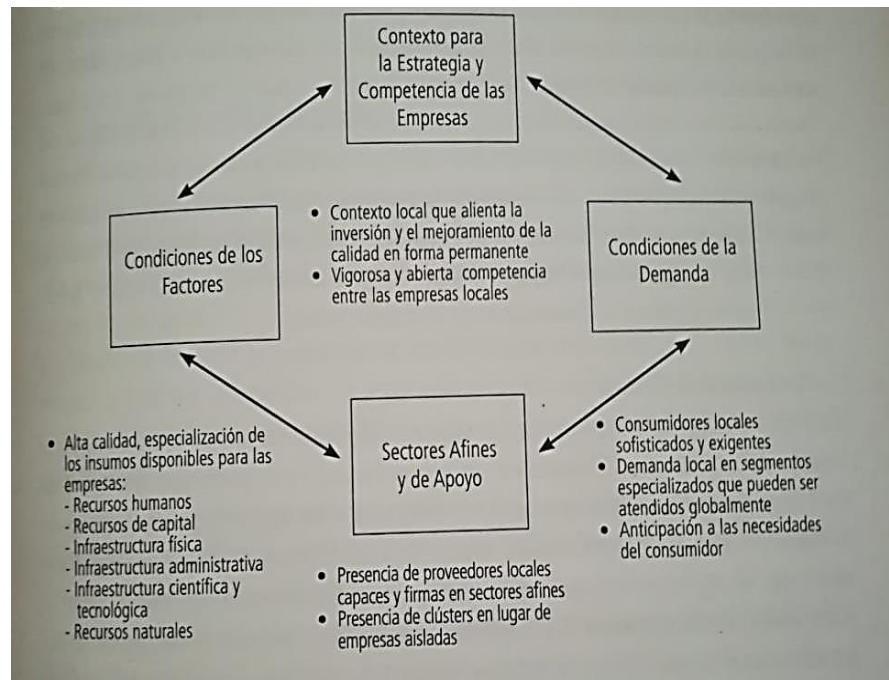 Contexto para
la Estrategia y
Competencia de las
Empresas
Condiciones de los
Factores
• Contexto local que alienta la
inversión y el mejoramiento de la
calidad en forma permanente
• Vigorosa y abierta competencia
entre las empresas locales
Condiciones de la
Demanda
• Alta calidad, especialización de
los insumos disponibles para las
empresas:
- Recursos humanos
- Recursos de capital
- Infraestructura física
- Infraestructura administrativa
- Infraestructura científica y
tecnológica
- Recursos naturales
Sectores Afines
y de Apoyo
• Presencia de proveedores locales
capaces y firmas en sectores afines
• Presencia de clústers en lugar de
empresas aisladas
• Consumidores locales
sofisticados y exigentes
• Demanda local en segmentos
especializados que pueden ser
atendidos globalmente
• Anticipación a las necesidades
del consumidor